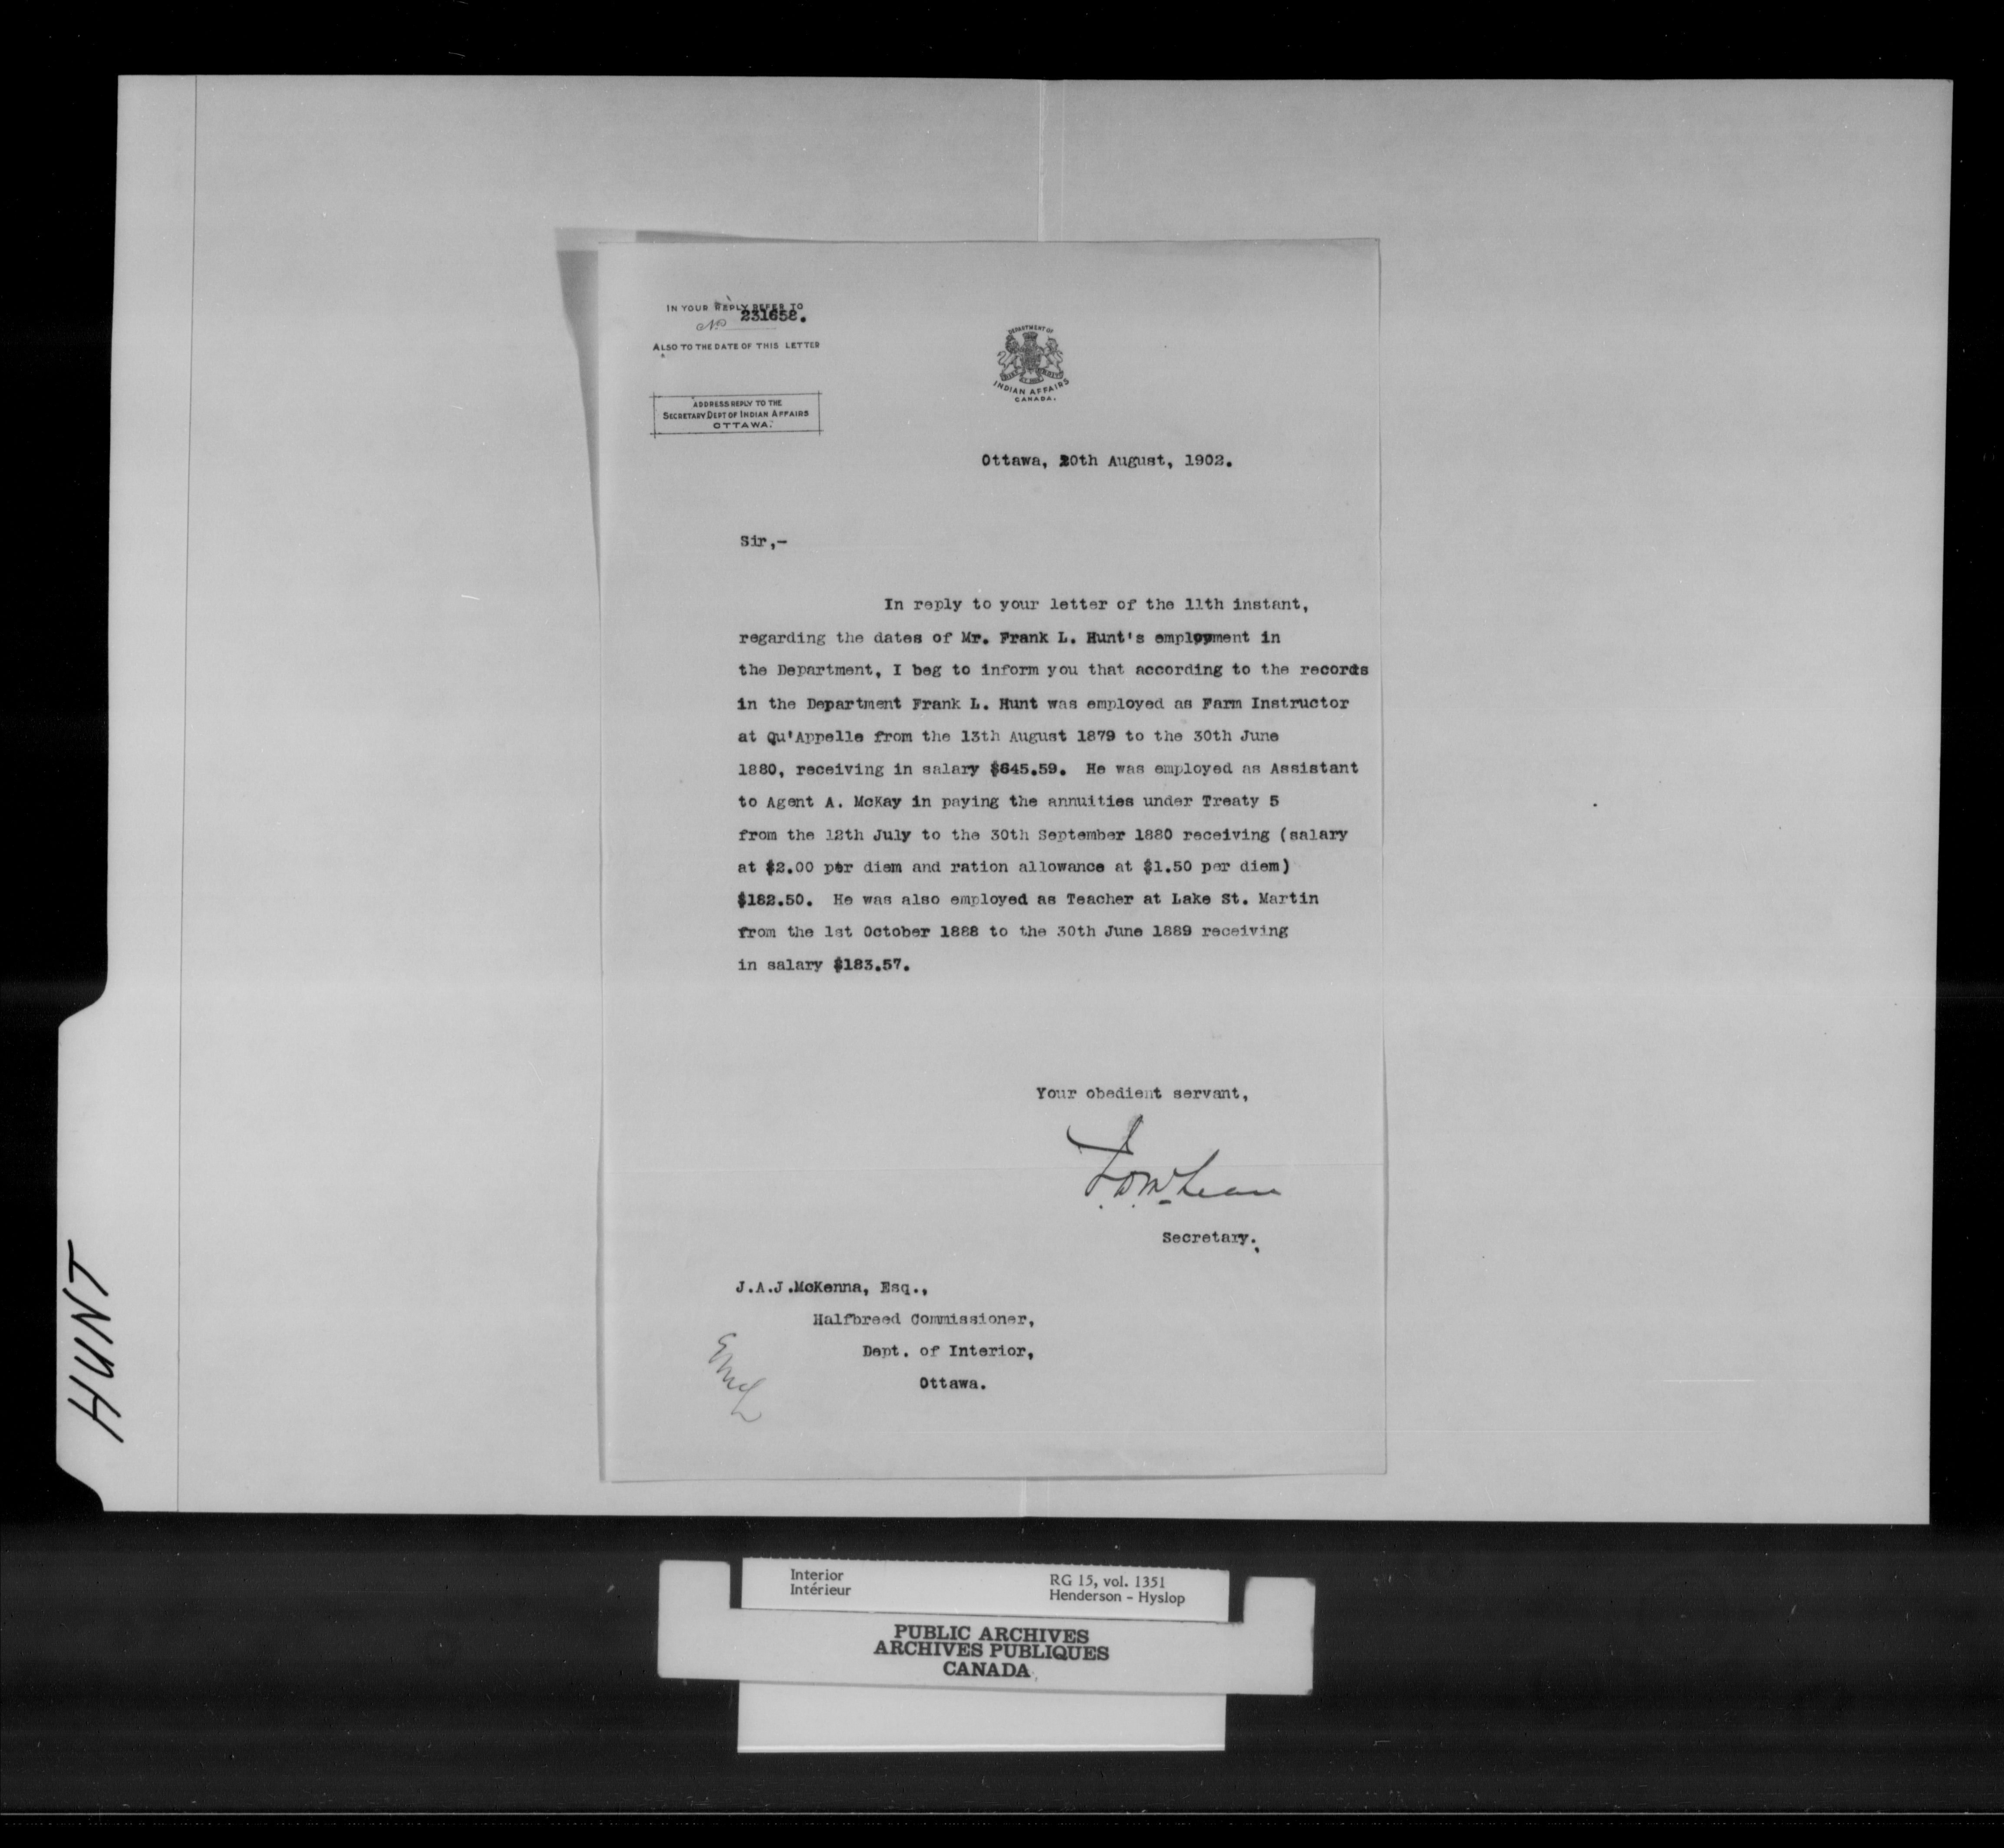 IN YOUR REPLY REFER TO
No 231658.
ALSO TO THE DATE OF THIS LETTER
ADDRESS REPLY TO THE
SECRETARY DEPT OF INDIAN AFFAIRS
OTTAWA.
DEPARTMENT OF
INDIAN AFFAIRS
CANADA.
Ottawa, 20th August, 1902.
Sir,-
In reply to your letter of the 11th instant,
regarding the dates of Mr. Frank L. Hunt's employment in
the Department, I beg to inform you that according to the records
in the Department Frank L. Hunt was employed as Farm Instructor
at Qu'Appelle from the 13th August 1879 to the 30th June
1880, receiving in salary $645.59. He was employed as Assistant
to Agent A. McKay in paying the annuities under Treaty 5
from the 12th July to the 30th September 1880 receiving (salary
at $2.00 per diem and ration allowance at $1.50 per diem)
$182.50. He was also employed as Teacher at Lake St. Martin
from the 1st October 1888 to the 30th June 1889 receiving
in salary $183.57.
Your obedient servant,
J.D. McLean
Secretary.
J.A.J.McKenna, Esq.,
Halfbreed Commissioner,
Dept. of Interior,
Ottawa.
HUNT
Interior
Intérieur
RG 15, vol. 1351
Henderson - Hyslop
PUBLIC ARCHIVES
ARCHIVES PUBLIQUES
CANADA